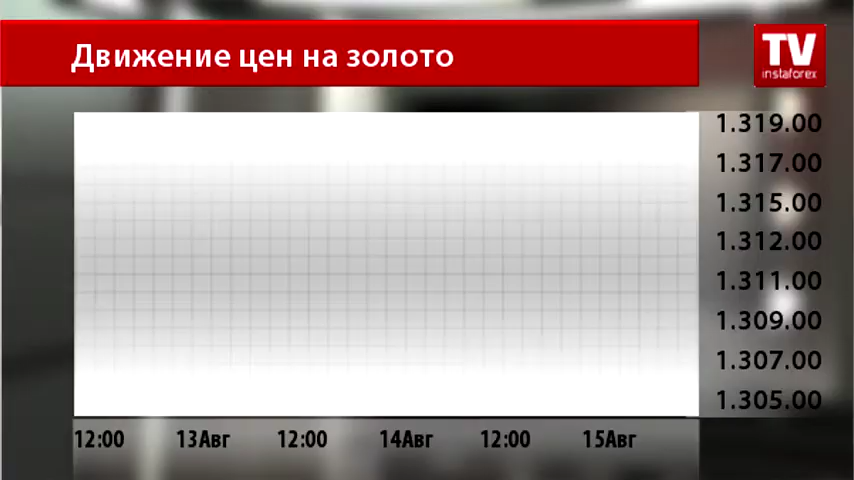 Движение цен на золото
TV
instaforex
1.319.00
1.317.00
1.315.00
1.312.00
1.311.00
1.309.00
1.307.00
1.305.00
12:00 13Авг 12:00 14Авг 12:00 15Авг